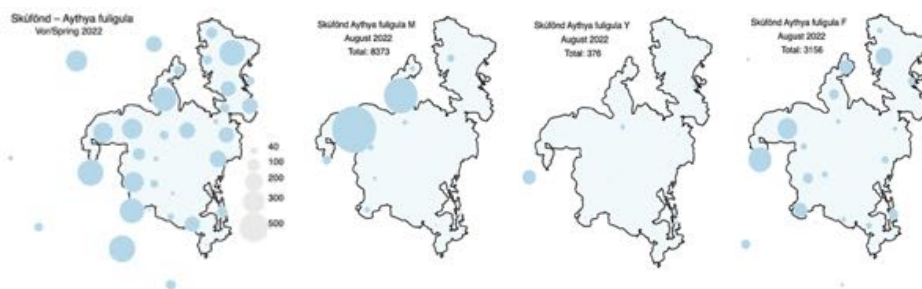 Skúfönd – Aythya fuligula
Vor/Spring 2022
40
100
200
300
500
Skúfönd Aythya fuligula M
August 2022
Total: 8373
Skúfönd Aythya fuligula Y
August 2022
Total: 376
Skúfönd Aythya fuligula F
August 2022
Total: 3156